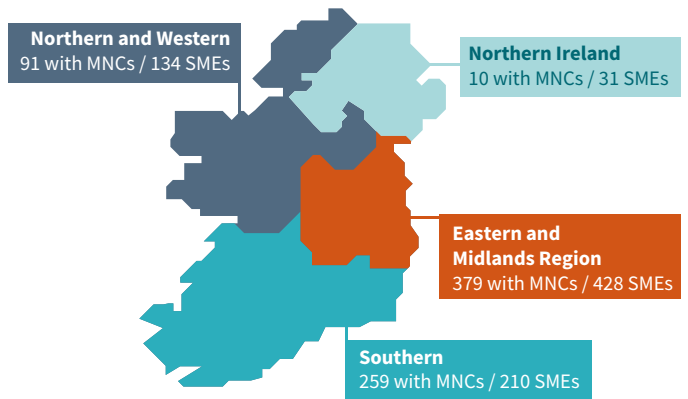 Northern and Western
91 with MNCs / 134 SMEs
Northern Ireland
10 with MNCs / 31 SMEs
Eastern and
Midlands Region
379 with MNCs / 428 SMEs
Southern
259 with MNCs / 210 SMEs